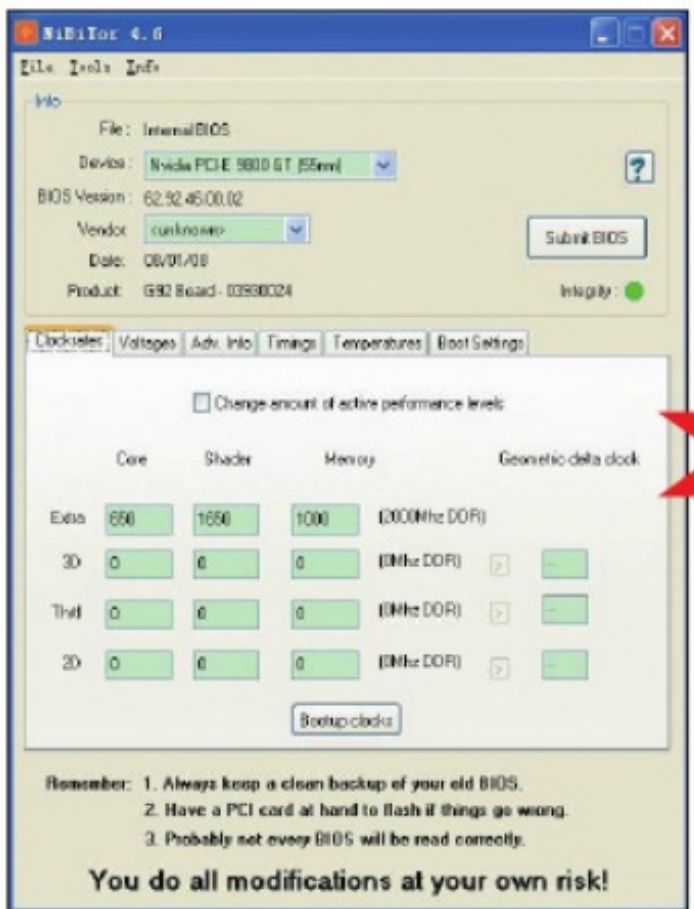 NiBiTor 4.6
File Tools Info
Info
File: Internal BIOS
Device: Nvidia PCI-E 9800 GT (55nm)
BIOS Version: 62.92.46.00.02
Vendor <unknown>
Submit BIOS
Date: 08/01/08
Product: G92 Board - 03930024
Integrity:
Clockrates Voltages Adv. Info Timings Temperatures Boot Settings
Change amount of active performance levels
Core Shader Memory Geometric delta clock
Extra 650 1650 1000 (2000Mhz DDR)
3D 0 0 0 (0Mhz DDR) > --
Thrtl 0 0 0 (0Mhz DDR) > --
2D 0 0 0 (0Mhz DDR) > --
Bootup clocks
Remember: 1. Always keep a clean backup of your old BIOS.
2. Have a PCI card at hand to flash if things go wrong.
3. Probably not every BIOS will be read correctly.
You do all modifications at your own risk!